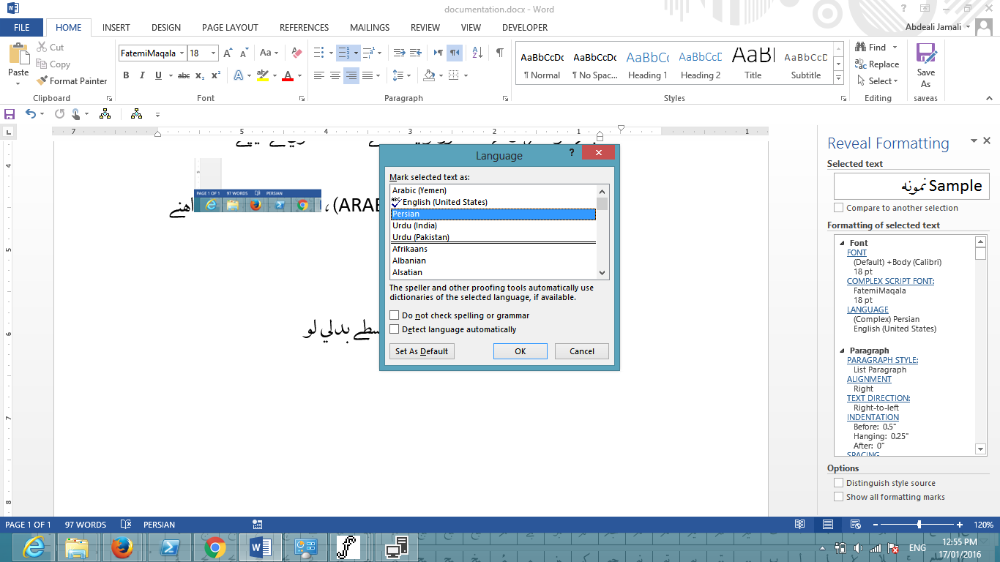 documentation.docx - Word
FILE HOME INSERT DESIGN PAGE LAYOUT REFERENCES MAILINGS REVIEW VIEW DEVELOPER
Abdeali Jamali
Paste
Cut
Copy
Format Painter
Clipboard
FatemiMaqala 18
Font
Paragraph
AaBbCcDc AaBbCcDc AaBbCc AaBbCcD AaBl AaBbCcD
¶ Normal ¶ No Spac... Heading 1 Heading 2 Title Subtitle
Styles
Find
Replace
Select
Editing
Save
As
saveas
7 5 4 3 2 1 1
4
5
6
7
8
PAGE 1 OF 1 97 WORDS PERSIAN
اهنے
، (ARAB
سطے بدلي لو
Language
Mark selected text as:
Arabic (Yemen)
English (United States)
Persian
Urdu (India)
Urdu (Pakistan)
Afrikaans
Albanian
Alsatian
The speller and other proofing tools automatically use
dictionaries of the selected language, if available.
Do not check spelling or grammar
Detect language automatically
Set As Default OK Cancel
Reveal Formatting
Selected text
Sample نمونه
Compare to another selection
Formatting of selected text
Font
FONT
(Default) +Body (Calibri)
18 pt
COMPLEX SCRIPT FONT:
FatemiMaqala
18 pt
LANGUAGE
(Complex) Persian
English (United States)
Paragraph
PARAGRAPH STYLE:
List Paragraph
ALIGNMENT
Right
TEXT DIRECTION:
Right-to-left
INDENTATION
Before: 0.5"
Hanging: 0.25"
After: 0"
SPACING
Options
Distinguish style source
Show all formatting marks
PAGE 1 OF 1 97 WORDS PERSIAN
120%
ENG
12:55 PM
17/01/2016